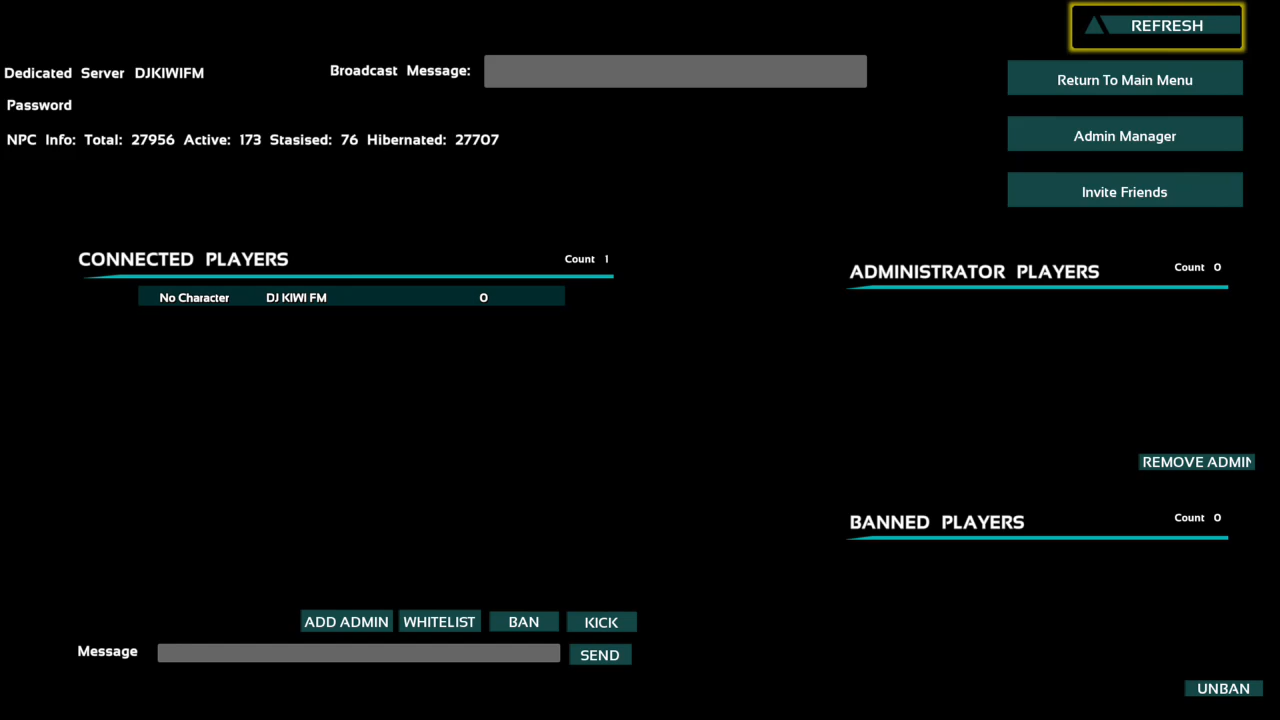 REFRESH
Dedicated Server DJKIWIFM
Broadcast Message:
Return To Main Menu
Password
NPC Info: Total: 27956 Active: 173 Stasised: 76 Hibernated: 27707
Admin Manager
Invite Friends
CONNECTED PLAYERS Count 1
ADMINISTRATOR PLAYERS Count 0
No Character DJ KIWI FM 0
REMOVE ADMIN
BANNED PLAYERS Count 0
ADD ADMIN WHITELIST BAN KICK
Message SEND
UNBAN